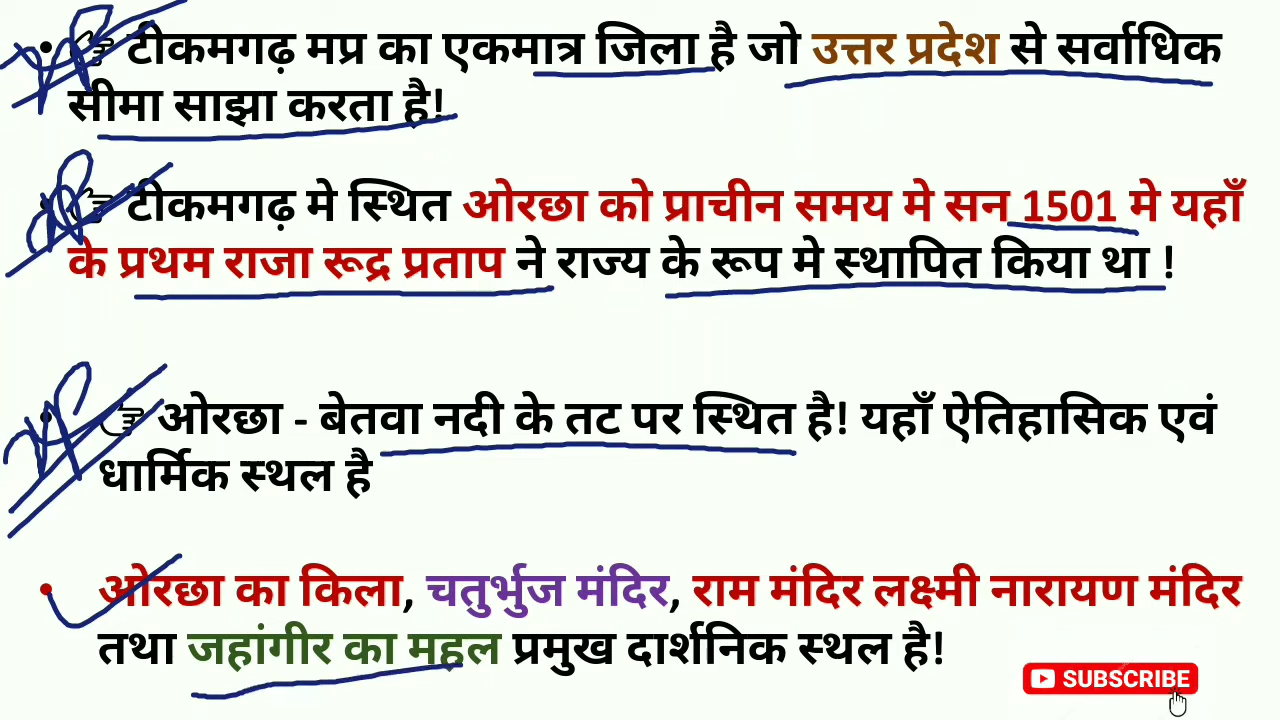 • 👉 टीकमगढ़ मप्र का एकमात्र जिला है जो उत्तर प्रदेश से सर्वाधिक
सीमा साझा करता है!
• 👉 टीकमगढ़ मे स्थित ओरछा को प्राचीन समय मे सन 1501 मे यहाँ
के प्रथम राजा रूद्र प्रताप ने राज्य के रूप मे स्थापित किया था !
• 👉 ओरछा - बेतवा नदी के तट पर स्थित है! यहाँ ऐतिहासिक एवं
धार्मिक स्थल है
• ओरछा का किला, चतुर्भुज मंदिर, राम मंदिर लक्ष्मी नारायण मंदिर
तथा जहांगीर का महल प्रमुख दार्शनिक स्थल है!
SUBSCRIBE